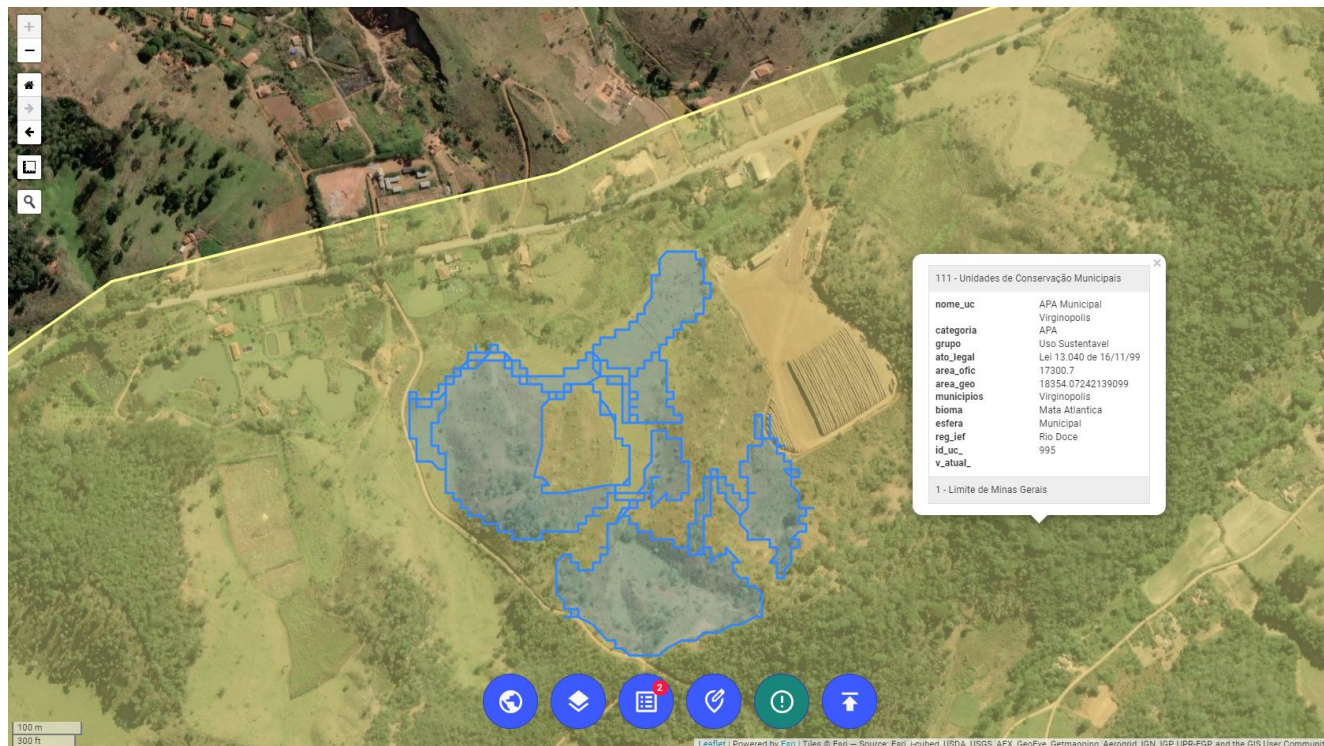 +
−
×
111 - Unidades de Conservação Municipais
nome_uc APA Municipal
Virginopolis
categoria APA
grupo Uso Sustentavel
ato_legal Lei 13.040 de 16/11/99
area_ofic 17300.7
area_geo 18354.07242139099
municipios Virginopolis
bioma Mata Atlantica
esfera Municipal
reg_ief Rio Doce
id_uc_ 995
v_atual_
1 - Limite de Minas Gerais
2
100 m
300 ft
Leaflet | Powered by Esri | Tiles © Esri — Source: Esri, i-cubed, USDA, USGS, AEX, GeoEye, Getmapping, Aerogrid, IGN, IGP, UPR-EGP, and the GIS User Communit